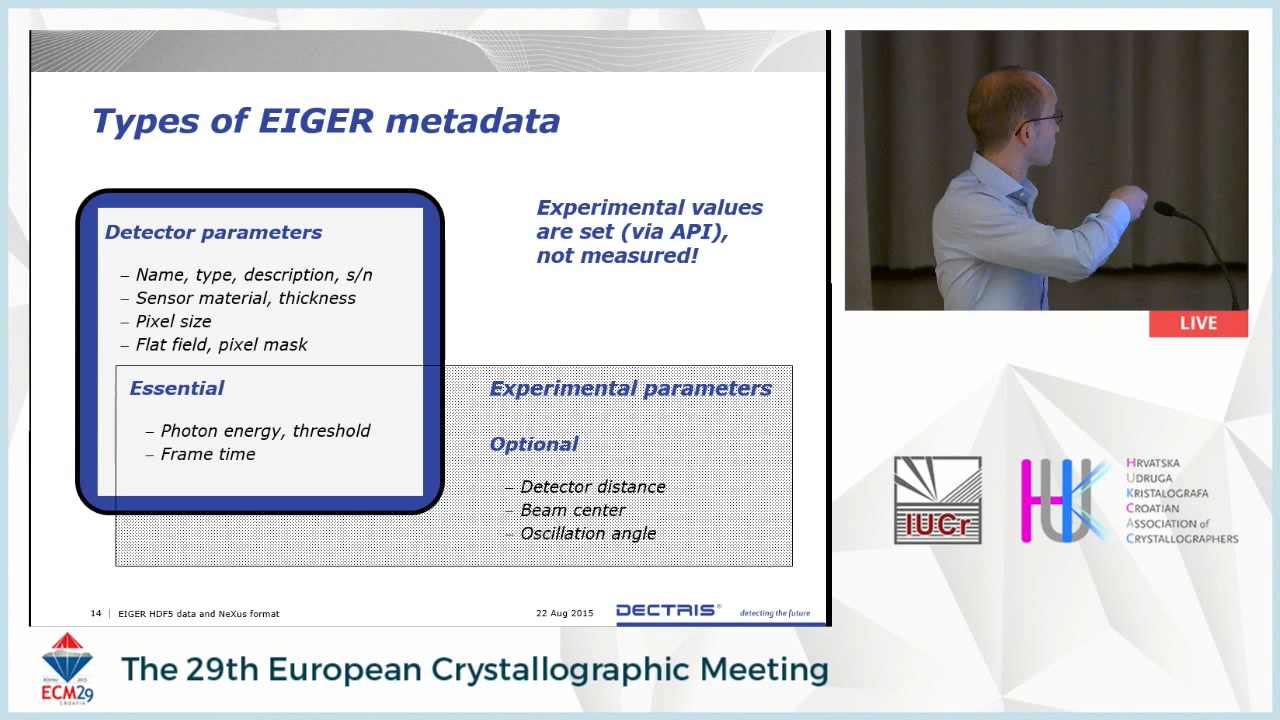 Types of EIGER metadata
Detector parameters
– Name, type, description, s/n
– Sensor material, thickness
– Pixel size
– Flat field, pixel mask
Experimental values
are set (via API),
not measured!
Essential
– Photon energy, threshold
– Frame time
Experimental parameters
Optional
– Detector distance
– Beam center
– Oscillation angle
14 | EIGER HDF5 data and NeXus format
22 Aug 2015
DECTRIS®
detecting the future
LIVE
IUCr
HUK
HRVATSKA
UDRUGA
KRISTALOGRAFA
CROATIAN
ASSOCIATION of
CRYSTALLOGRAPHERS
ECM29
CROATIA
The 29th European Crystallographic Meeting